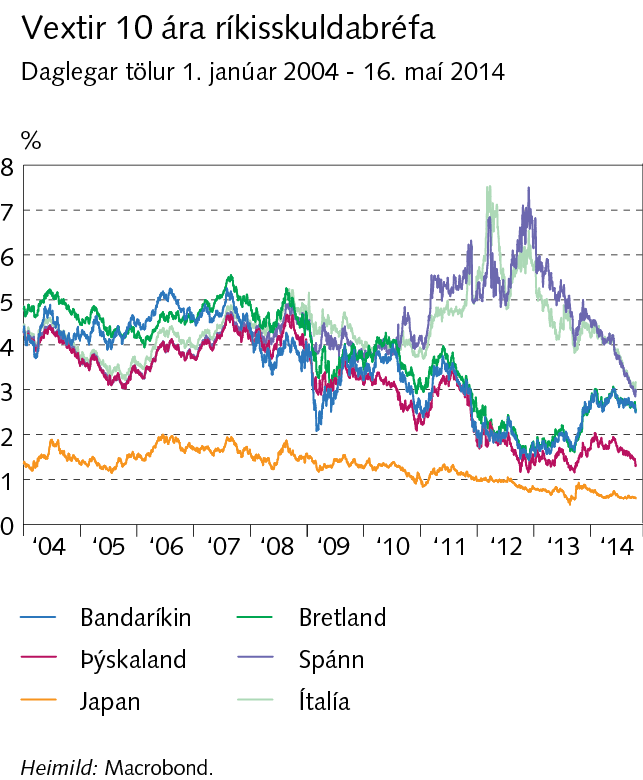 Vextir 10 ára ríkisskuldabréfa
Daglegar tölur 1. janúar 2004 - 16. maí 2014
%
8
7
6
5
4
3
2
1
0
‘04 ‘05 ‘06 ‘07 ‘08 ‘09 ‘10 ‘11 ‘12 ‘13 ‘14
Bandaríkin Bretland
Þýskaland Spánn
Japan Ítalía
Heimild: Macrobond.